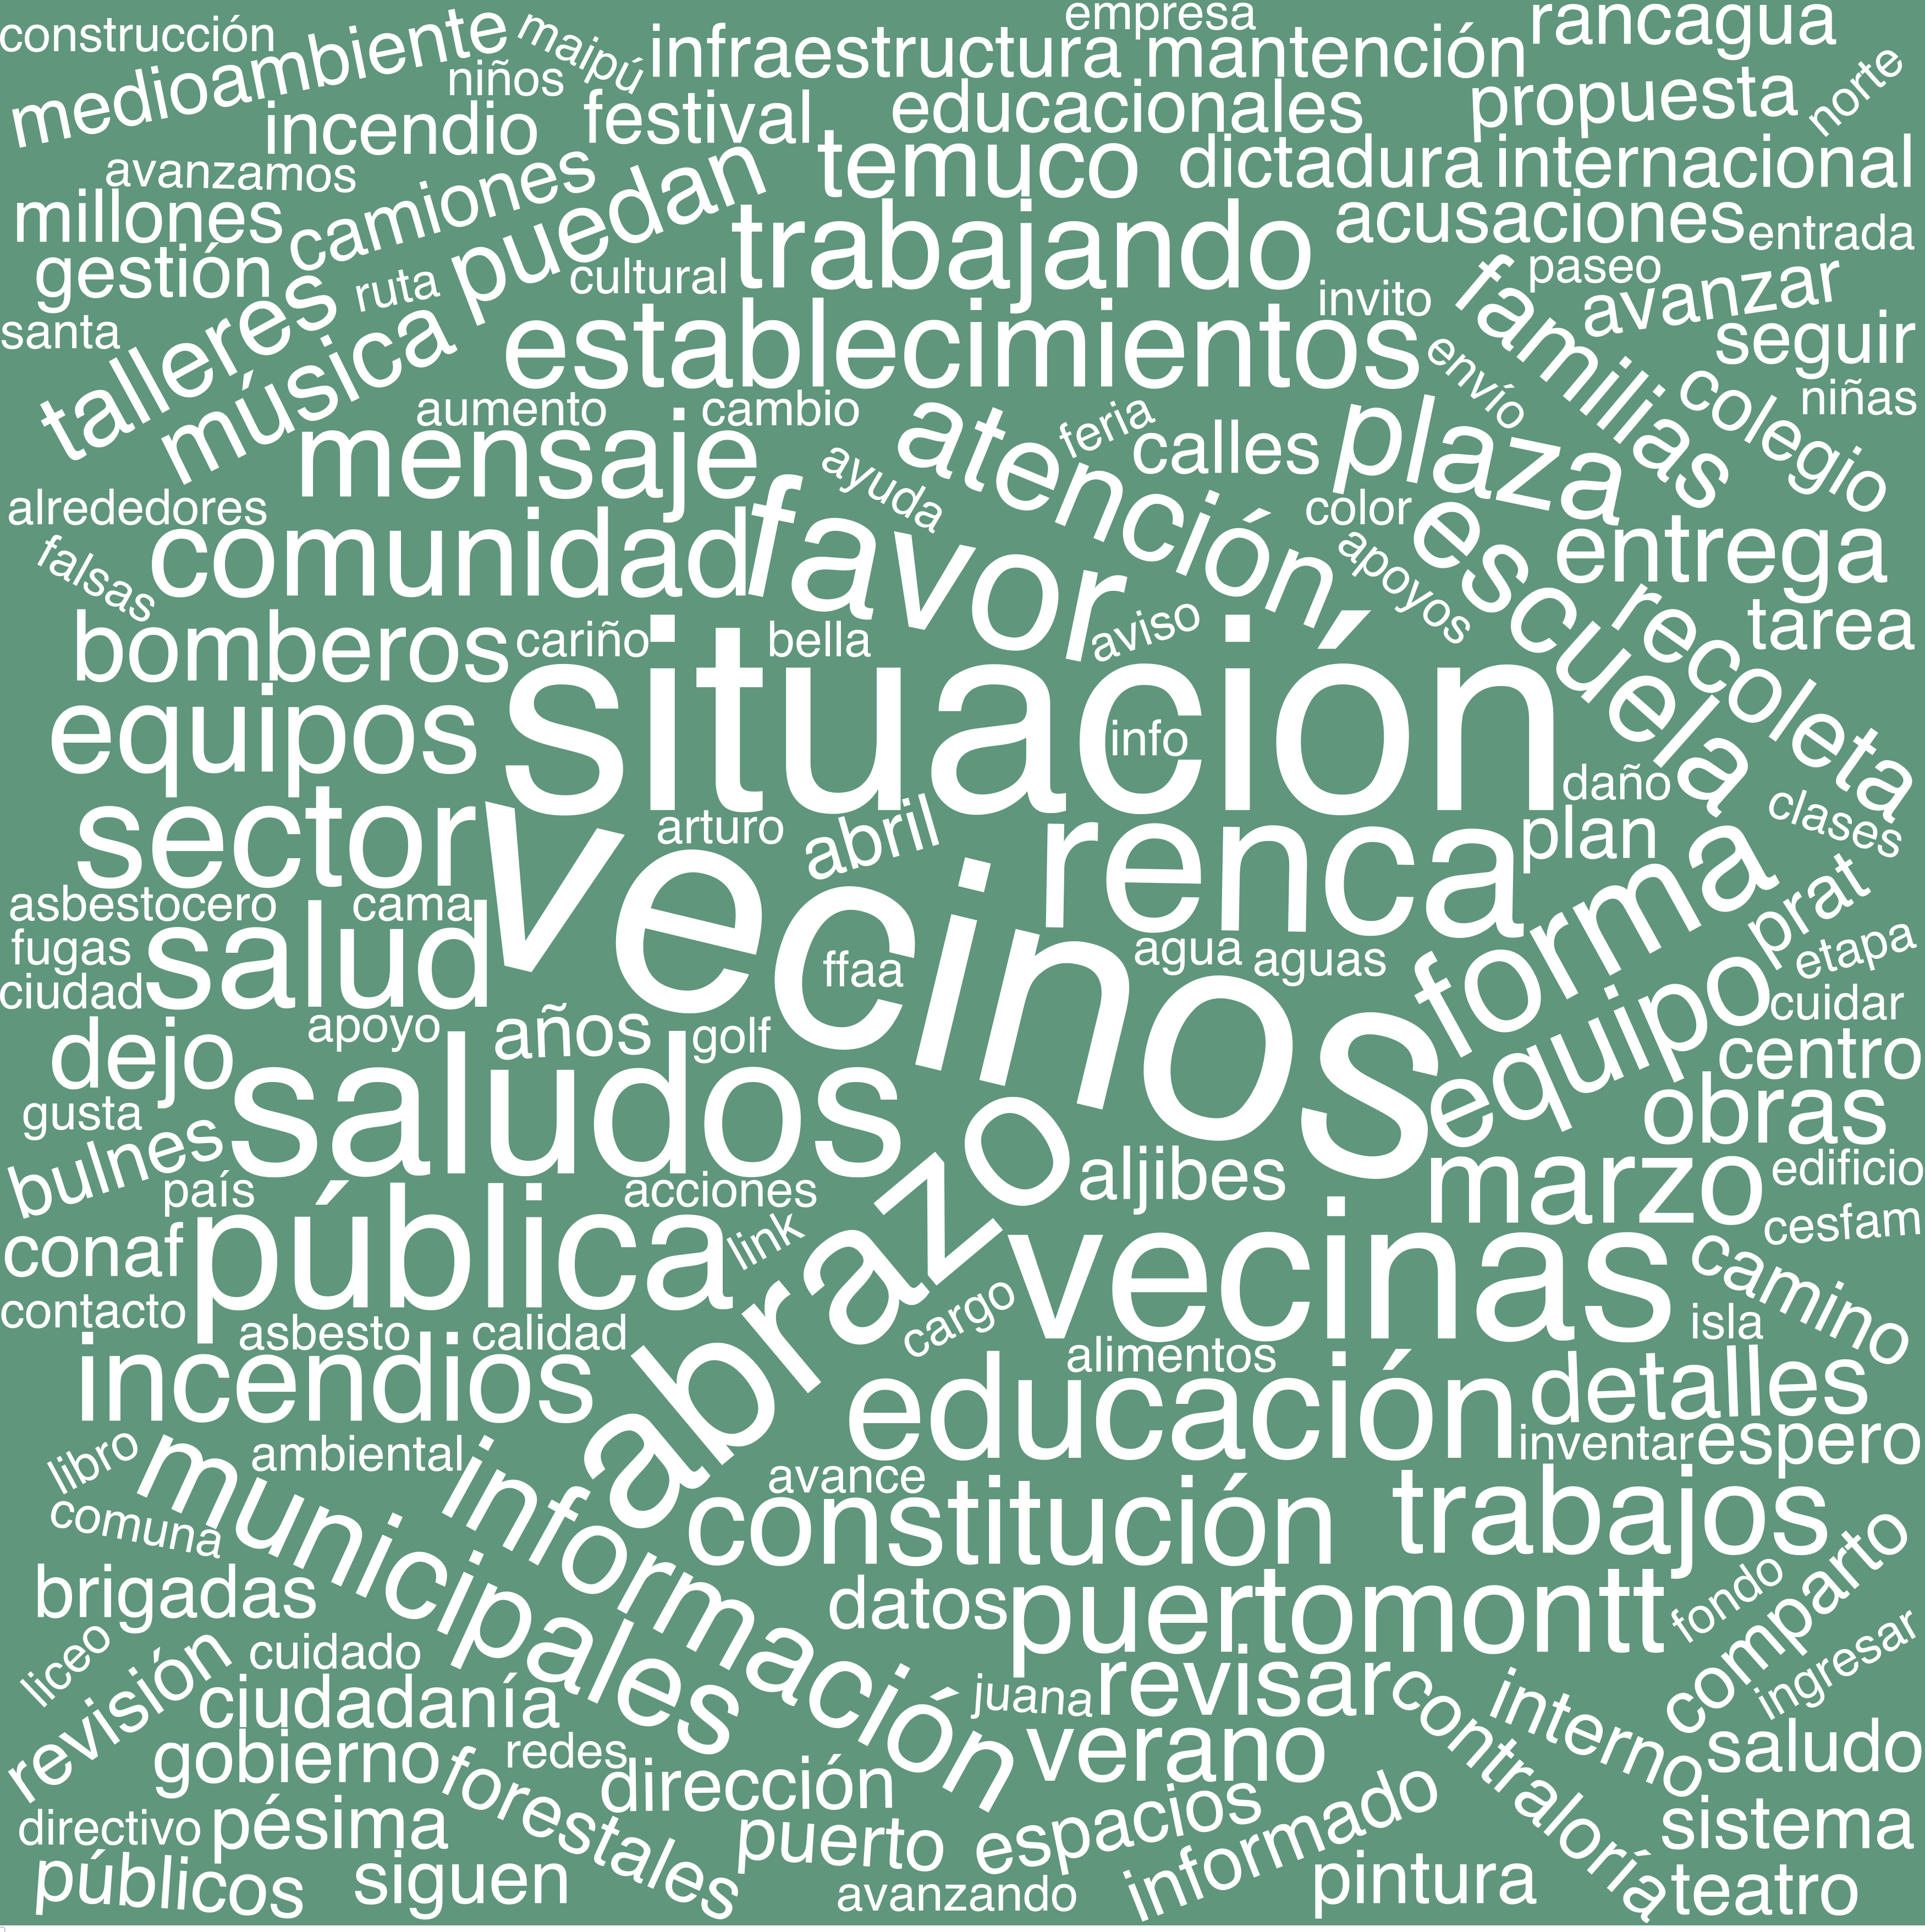 construcción
medioambiente
maipú
empresa
rancagua
infraestructura
mantención
niños
incendio
festival
educacionales
propuesta
norte
avanzamos
camiones
puedan
temuco
dictadura
internacional
millones
trabajando
acusaciones
entrada
gestión
ruta
cultural
invito
paseo
avanzar
familias
santa
talleres
música
establecimientos
envío
seguir
colegio
niñas
aumento
cambio
mensaje
ayuda
atención
feria
calles
plaza
alrededores
color
falsas
comunidad
favor
apoyos
escuela
entrega
recoleta
tarea
bomberos
cariño
bella
aviso
situación
equipos
info
daño
clases
sector
arturo
abrill
renca
plan
vecinos
forma
prat
asbestocero
cama
fugas
salud
ffaa
agua
aguas
etapa
ciudad
equipo
cuidar
dejo
apoyo
años
golf
centro
gusta
saludos
obras
bulnes
país
acciones
abrazo
aljibes
marzo
edificio
conaf
pública
link
vecinas
cesfam
camino
contacto
asbesto
calidad
cargo
isla
incendios
alimentos
educación
detalles
libro
ambiental
inventar
espero
municipales
información
avance
comuna
constitución
trabajos
brigadas
datos
puertomontt
fondo
comparto
liceo
revisión
cuidado
ciudadanía
juana
revisar
contraloría
interno
ingresar
gobierno
forestales
redes
dirección
verano
saludo
directivo
pésima
puerto
espacios
informado
sistema
públicos
siguen
avanzando
pintura
teatro